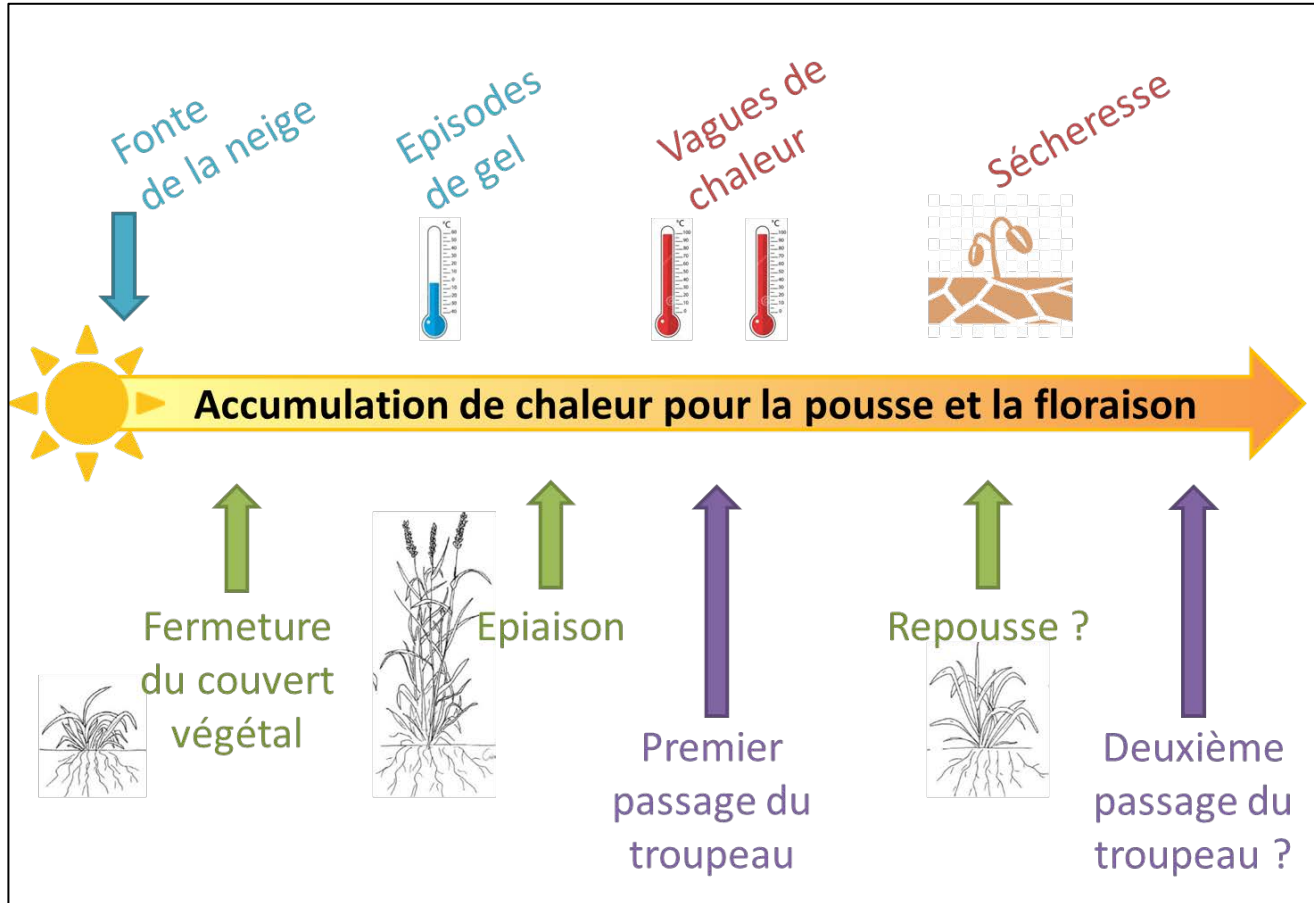 Fonte
de la neige
Episodes
de gel
Vagues de
chaleur
Sécheresse
°C
°C
°C
Accumulation de chaleur pour la pousse et la floraison
Fermeture
du couvert
végétal
Epiaison
Premier
passage du
troupeau
Repousse ?
Deuxième
passage du
troupeau ?